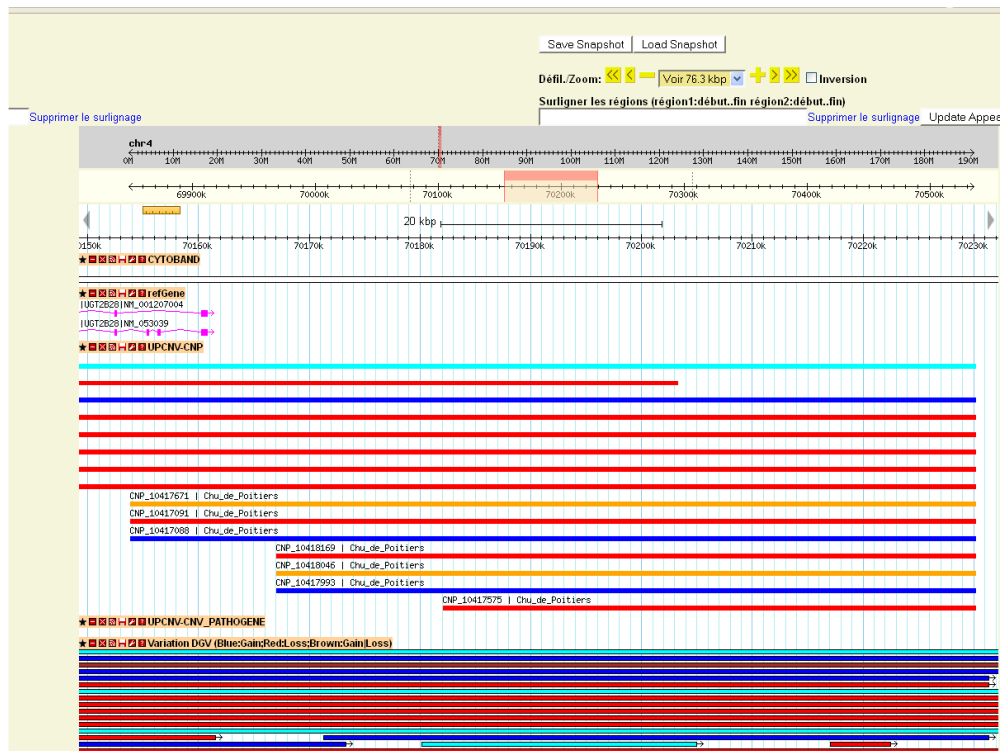 Save Snapshot Load Snapshot
Défil./Zoom: Voir 76.3 kbp Inversion
Surligner les régions (région1:début..fin région2:début..fin)
Supprimer le surlignage Supprimer le surlignage Update Appea
chr4
0M 10M 20M 30M 40M 50M 60M 70M 80M 90M 100M 110M 120M 130M 140M 150M 160M 170M 180M 190M
69900k 70000k 70100k 70200k 70300k 70400k 70500k
20 kbp
70150k 70160k 70170k 70180k 70190k 70200k 70210k 70220k 70230k
CYTOBAND
refGene
|UGT2B28|NM_001207004
|UGT2B28|NM_053039
UPCNV-CNP
CNP_10417671 | Chu_de_Poitiers
CNP_10417091 | Chu_de_Poitiers
CNP_10417088 | Chu_de_Poitiers
CNP_10418169 | Chu_de_Poitiers
CNP_10418046 | Chu_de_Poitiers
CNP_10417993 | Chu_de_Poitiers
CNP_10417575 | Chu_de_Poitiers
UPCNV-CNV_PATHOGENE
Variation DGV (Blue:Gain;Red:Loss;Brown:Gain|Loss)